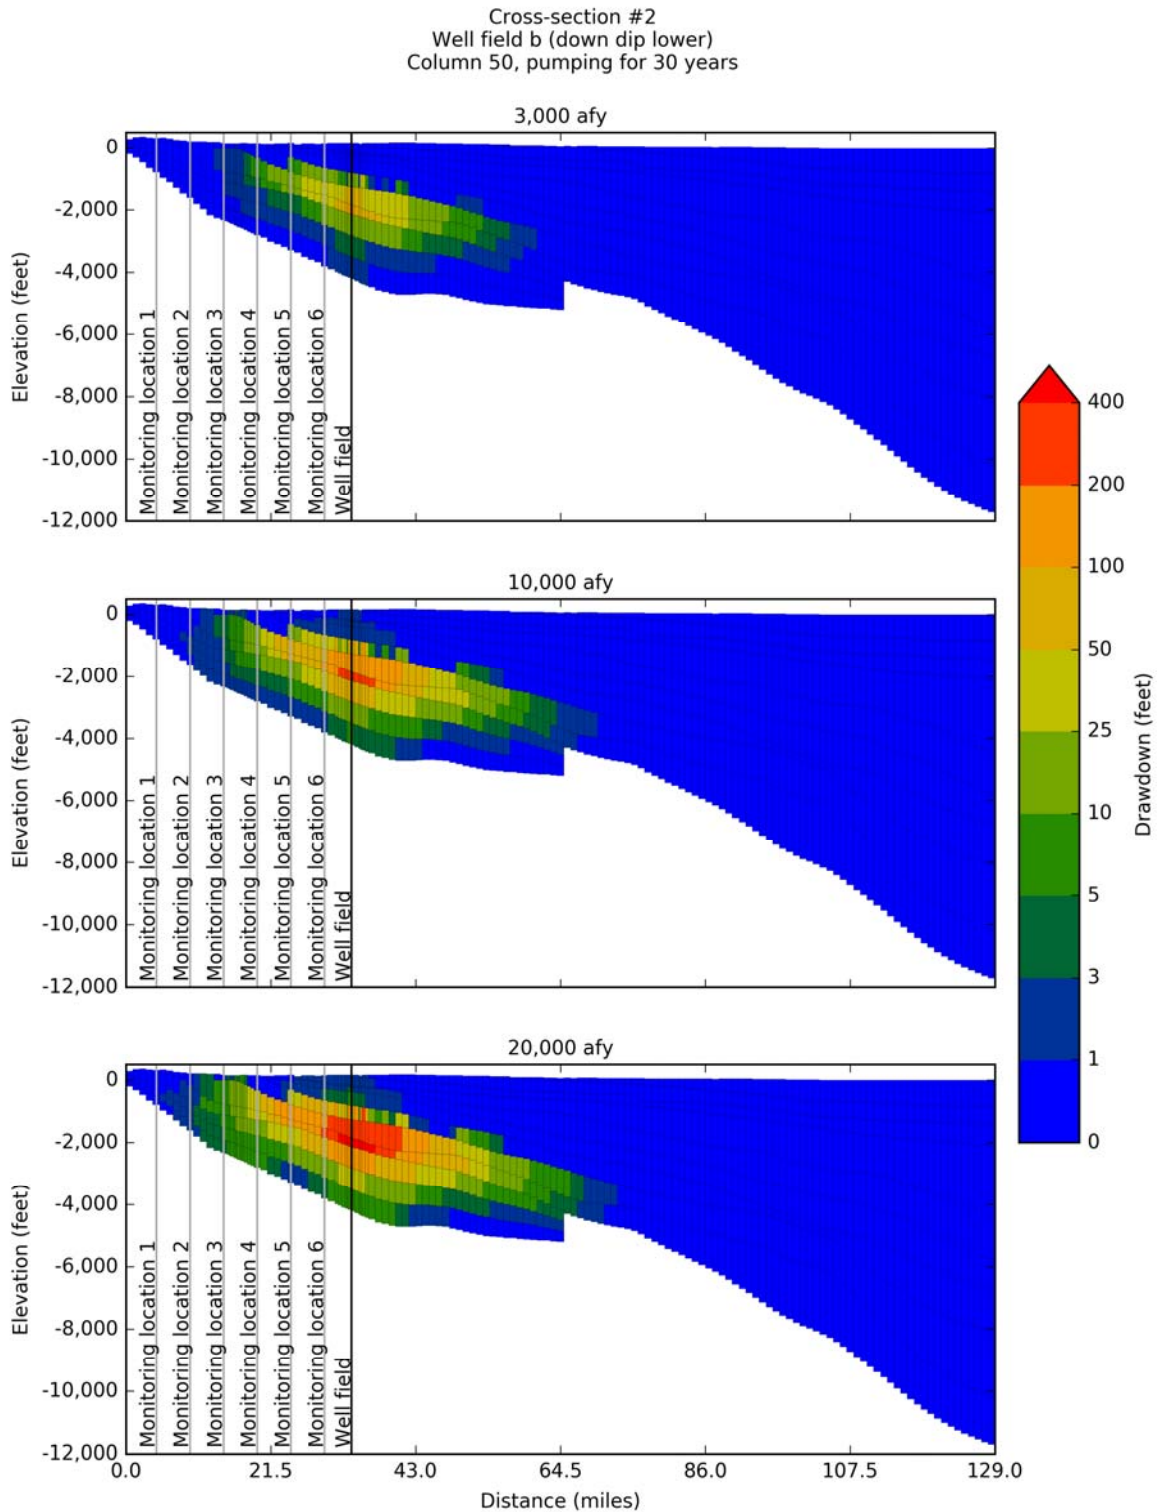 Cross-section #2
Well field b (down dip lower)
Column 50, pumping for 30 years
3,000 afy
0
-2,000
-4,000
-6,000
-8,000
-10,000
-12,000
Elevation (feet)
Monitoring location 1
Monitoring location 2
Monitoring location 3
Monitoring location 4
Monitoring location 5
Monitoring location 6
Well field
10,000 afy
0
-2,000
-4,000
-6,000
-8,000
-10,000
-12,000
Elevation (feet)
Monitoring location 1
Monitoring location 2
Monitoring location 3
Monitoring location 4
Monitoring location 5
Monitoring location 6
Well field
20,000 afy
0
-2,000
-4,000
-6,000
-8,000
-10,000
-12,000
Elevation (feet)
Monitoring location 1
Monitoring location 2
Monitoring location 3
Monitoring location 4
Monitoring location 5
Monitoring location 6
Well field
0.0 21.5 43.0 64.5 86.0 107.5 129.0
Distance (miles)
400
200
100
50
25
10
5
3
1
0
Drawdown (feet)